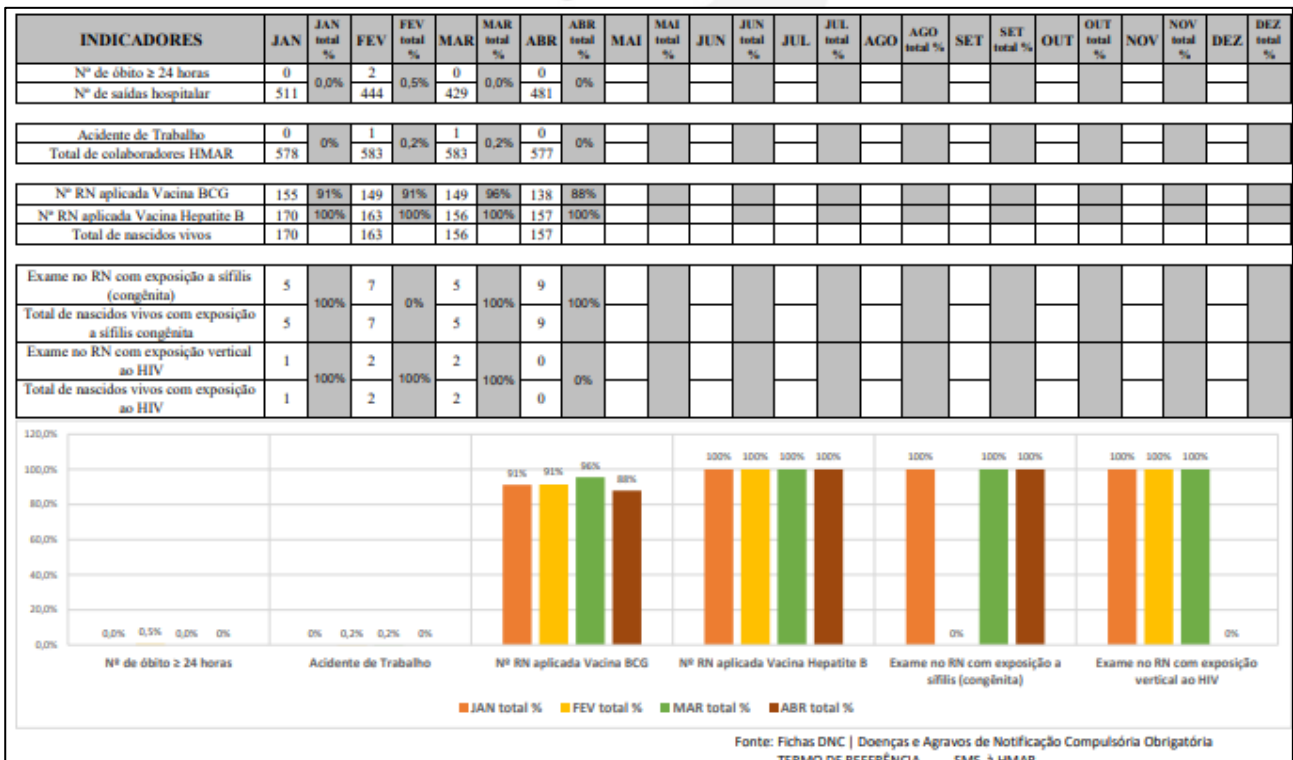 INDICADORES JAN JAN total % FEV FEV total % MAR MAR total % ABR ABR total % MAI MAI total % JUN JUN total % JUL JUL total % AGO AGO total % SET SET total % OUT OUT total % NOV NOV total % DEZ DEZ total %
Nº de óbito ≥ 24 horas 0 0,0% 2 0,5% 0 0,0% 0 0%
Nº de saídas hospitalar 511 444 429 481
Acidente de Trabalho 0 0% 1 0,2% 1 0,2% 0 0%
Total de colaboradores HMAR 578 583 583 577
Nº RN aplicada Vacina BCG 155 91% 149 91% 149 96% 138 88%
Nº RN aplicada Vacina Hepatite B 170 100% 163 100% 156 100% 157 100%
Total de nascidos vivos 170 163 156 157
Exame no RN com exposição a sífilis
(congênita) 5 100% 7 0% 5 100% 9 100%
Total de nascidos vivos com exposição
a sífilis congênita 5 7 5 9
Exame no RN com exposição vertical
ao HIV 1 100% 2 100% 2 100% 0 0%
Total de nascidos vivos com exposição
ao HIV 1 2 2 0
120,0%
100,0%
80,0%
60,0%
40,0%
20,0%
0,0%
0,0% 0,5% 0,0% 0%
0% 0,2% 0,2% 0%
91% 91% 96% 88%
100% 100% 100% 100%
100% 0% 100% 100%
100% 100% 100% 0%
Nº de óbito ≥ 24 horas
Acidente de Trabalho
Nº RN aplicada Vacina BCG
Nº RN aplicada Vacina Hepatite B
Exame no RN com exposição a
sífilis (congênita)
Exame no RN com exposição
vertical ao HIV
JAN total % FEV total % MAR total % ABR total %
Fonte: Fichas DNC | Doenças e Agravos de Notificação Compulsória Obrigatória
TERMO DE REFERÊNCIA SMS à HMAR